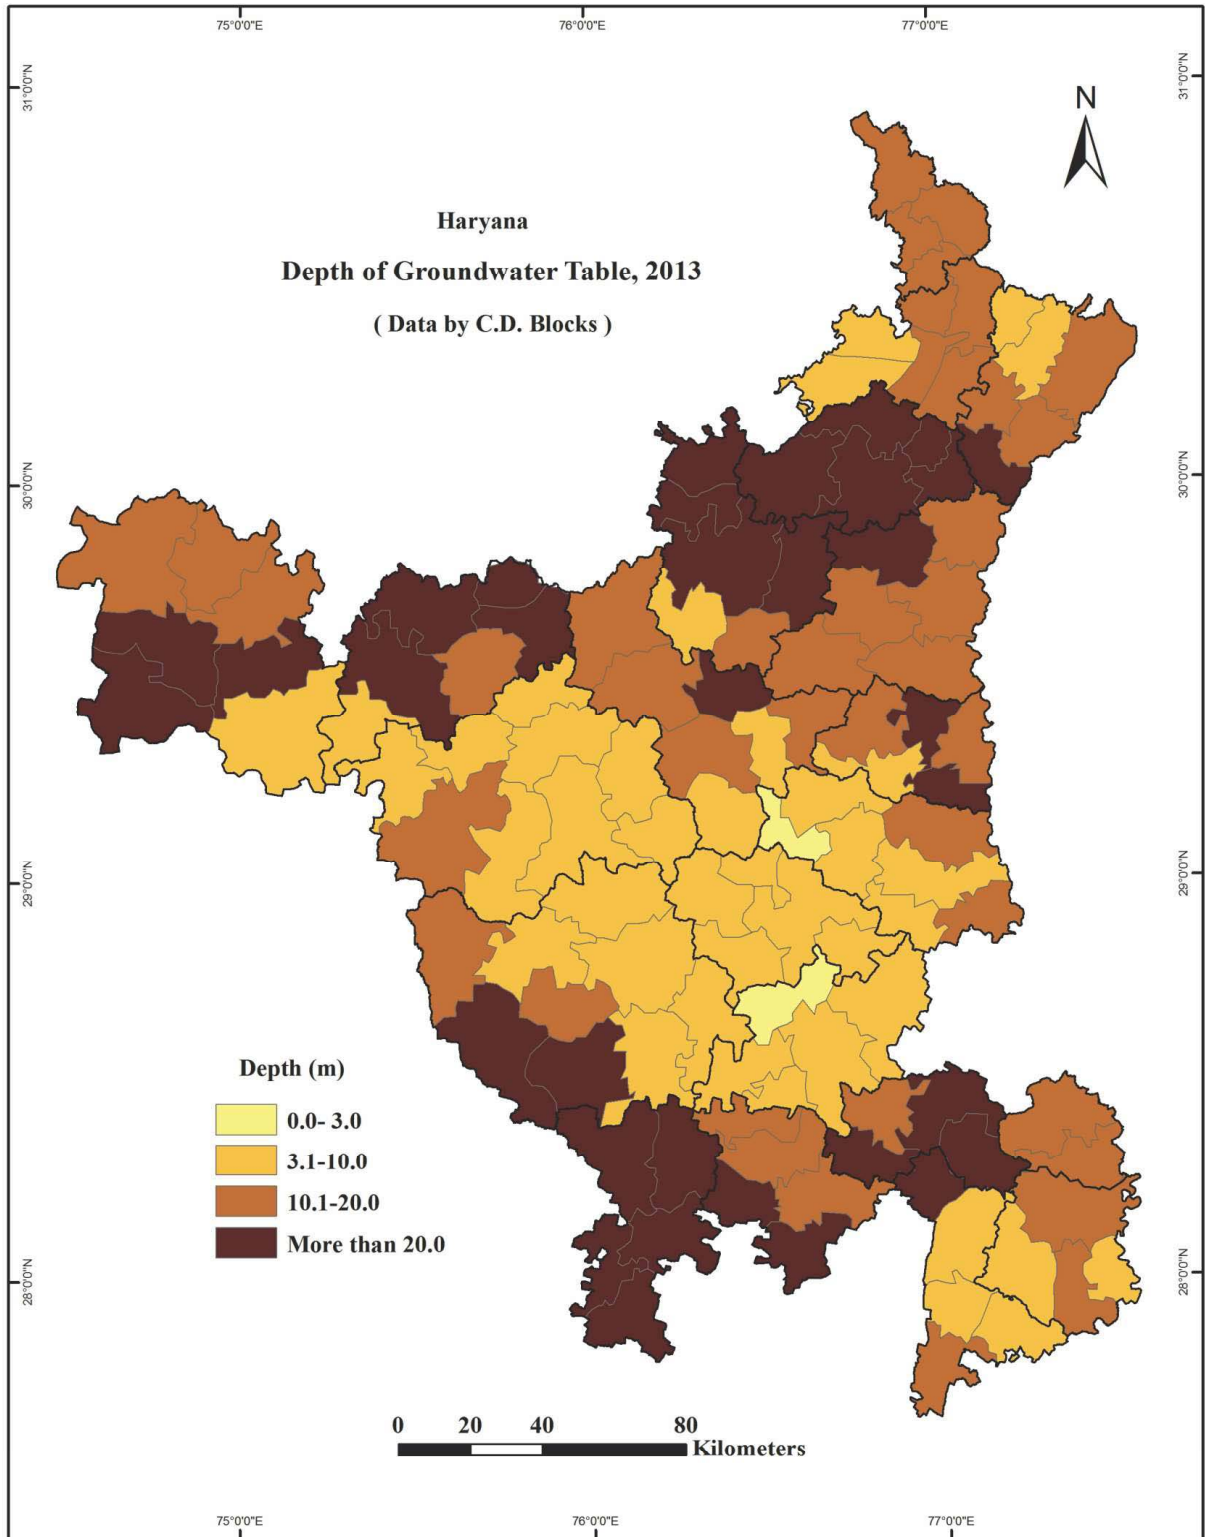 75°0'0"E 76°0'0"E 77°0'0"E
31°0'0"N 31°0'0"N
N
Haryana
Depth of Groundwater Table, 2013
( Data by C.D. Blocks )
30°0'0"N 30°0'0"N
29°0'0"N 29°0'0"N
Depth (m)
0.0- 3.0
3.1-10.0
10.1-20.0
More than 20.0
28°0'0"N 28°0'0"N
0 20 40 80
Kilometers
75°0'0"E 76°0'0"E 77°0'0"E